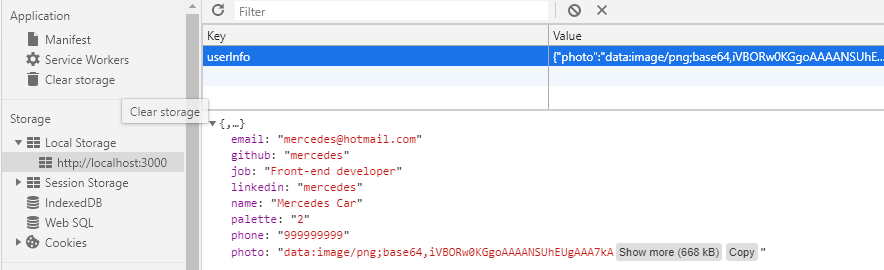 Application
Manifest
Service Workers
Clear storage
Clear storage
Storage
Local Storage
http://localhost:3000
Session Storage
IndexedDB
Web SQL
Cookies
Filter
Key Value
userInfo {"photo":"data:image/png;base64,iVBORw0KGgoAAAANSUhE...
{,…}
email: "mercedes@hotmail.com"
github: "mercedes"
job: "Front-end developer"
linkedin: "mercedes"
name: "Mercedes Car"
palette: "2"
phone: "999999999"
photo: "data:image/png;base64,iVBORw0KGgoAAAANSUhEUgAAA7kA Show more (668 kB) Copy "